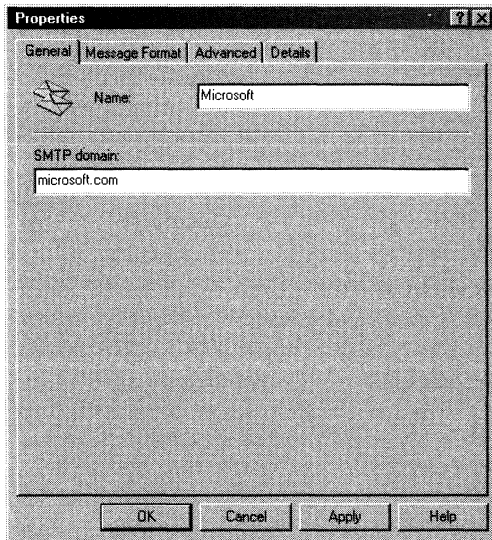 Properties
General Message Format Advanced Details
Name: Microsoft
SMTP domain:
microsoft.com
OK Cancel Apply Help